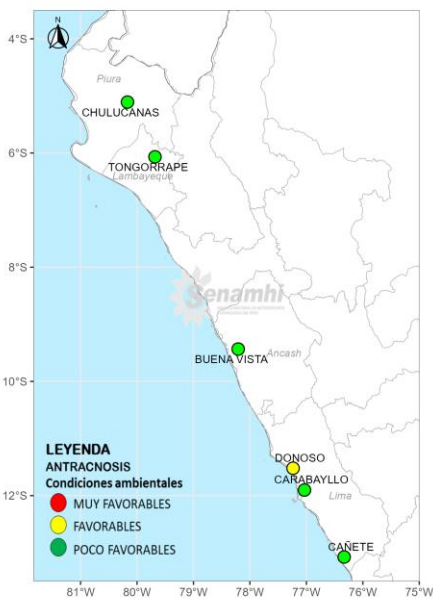 N
4°S
Piura
CHULUCANAS
6°S
TONGORRAPE
Lambayeque
8°S
Senamhi
BUENA VISTA
Ancash
10°S
LEYENDA
ANTRACNOSIS
Condiciones ambientales
MUY FAVORABLES
FAVORABLES
POCO FAVORABLES
DONOSO
CARABAYLLO
12°S
Lima
CAÑETE
81°W 80°W 79°W 78°W 77°W 76°W 75°W